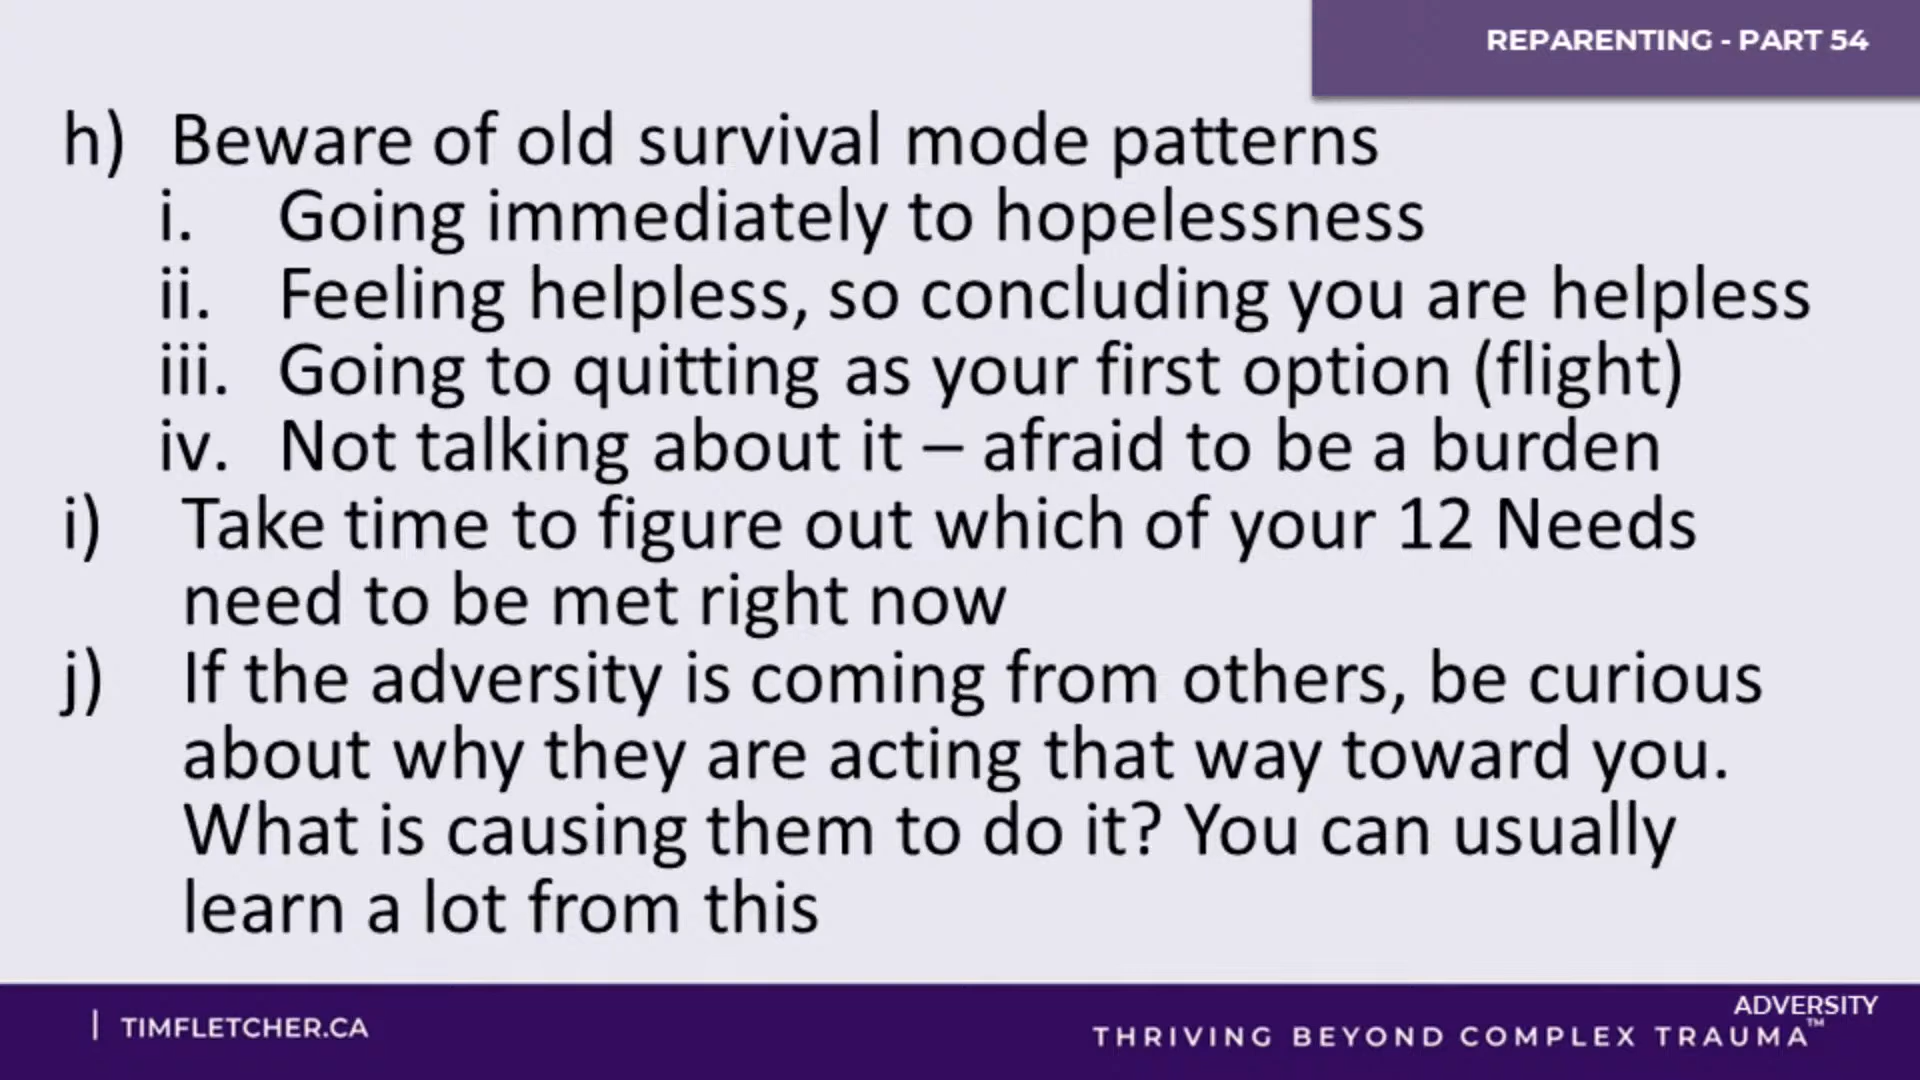 REPARENTING - PART 54
h) Beware of old survival mode patterns
i. Going immediately to hopelessness
ii. Feeling helpless, so concluding you are helpless
iii. Going to quitting as your first option (flight)
iv. Not talking about it – afraid to be a burden
i) Take time to figure out which of your 12 Needs
need to be met right now
j) If the adversity is coming from others, be curious
about why they are acting that way toward you.
What is causing them to do it? You can usually
learn a lot from this
| TIMFLETCHER.CA
ADVERSITY
THRIVING BEYOND COMPLEX TRAUMA™